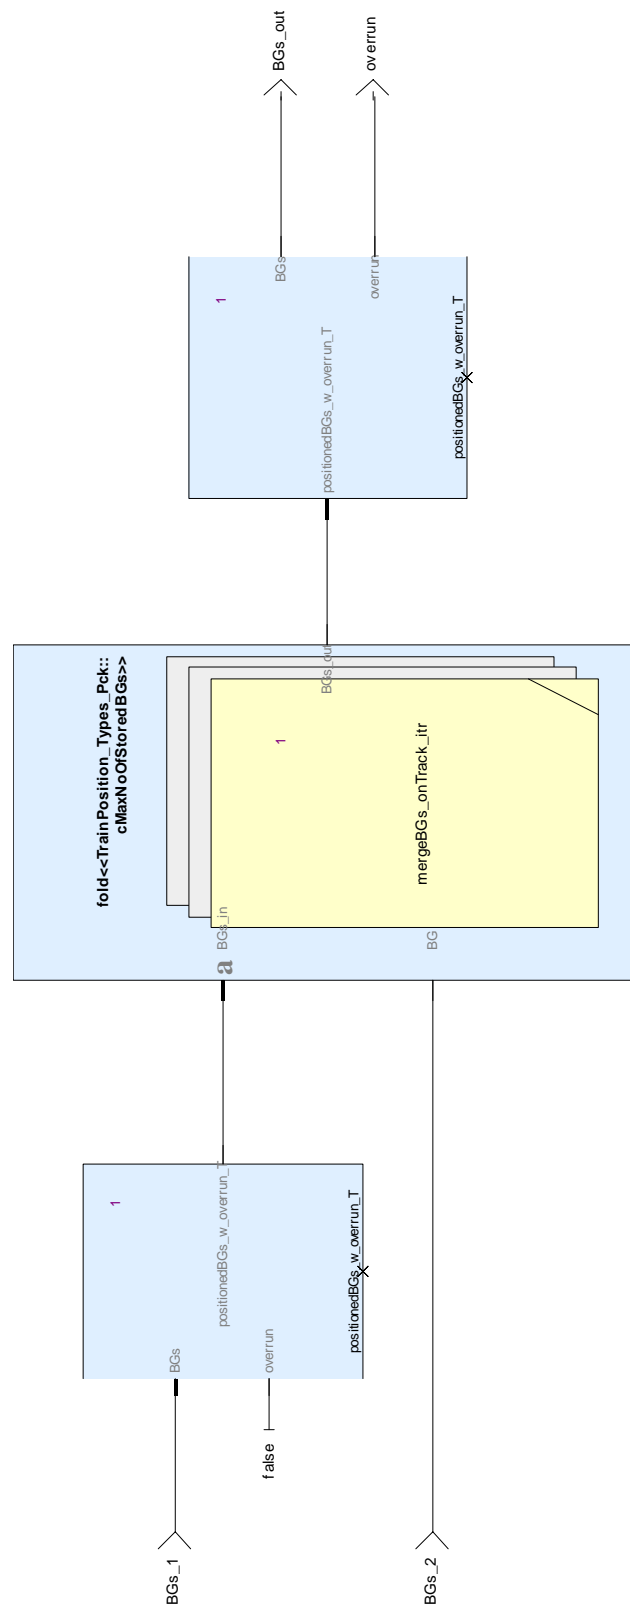 BGs_1
BGs_2
false
BGs
overrun
positionedBGs_w_overrun_T
1
positionedBGs_w_overrun_T
fold<<TrainPosition_Types_Pck::
cMaxNoOfStoredBGs>>
a
BGs_in
BG
1
mergeBGs_onTrack_itr
BGs_out
positionedBGs_w_overrun_T
1
BGs
overrun
positionedBGs_w_overrun_T
BGs_out
overrun